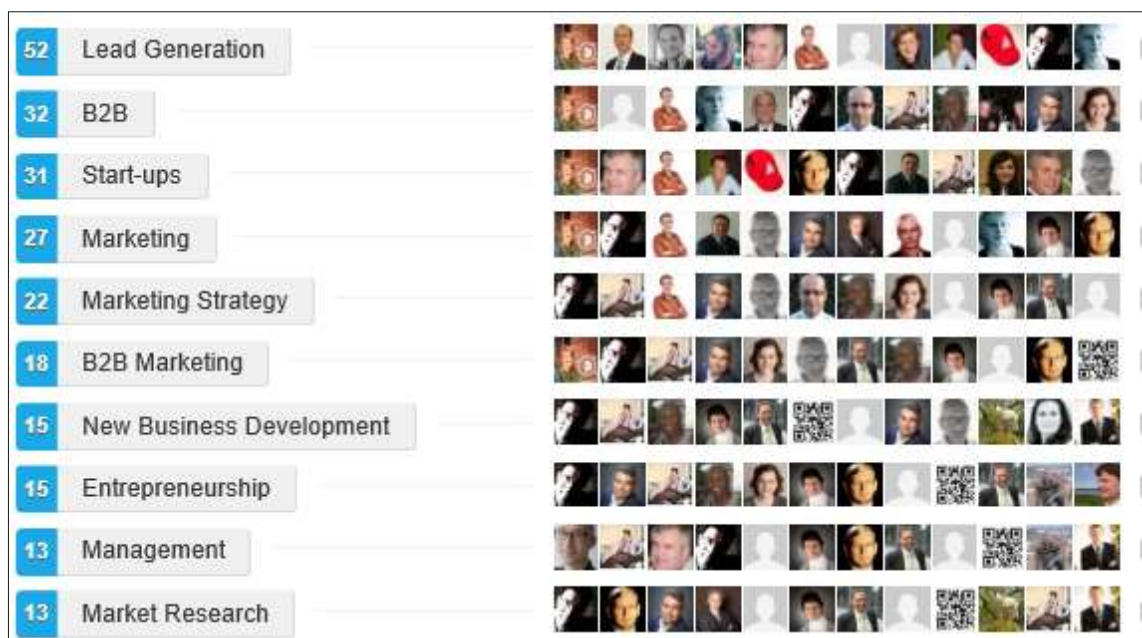 52 Lead Generation
32 B2B
31 Start-ups
27 Marketing
22 Marketing Strategy
18 B2B Marketing
15 New Business Development
15 Entrepreneurship
13 Management
13 Market Research